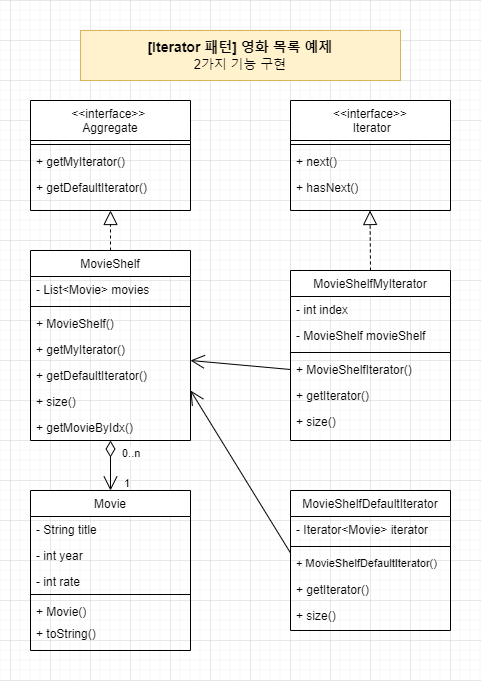 [Iterator 패턴] 영화 목록 예제
2가지 기능 구현
<<interface>>
Aggregate
+ getMyIterator()
+ getDefaultIterator()
<<interface>>
Iterator
+ next()
+ hasNext()
MovieShelf
- List<Movie> movies
+ MovieShelf()
+ getMyIterator()
+ getDefaultIterator()
+ size()
+ getMovieByIdx()
MovieShelfMyIterator
- int index
- MovieShelf movieShelf
+ MovieShelfIterator()
+ getIterator()
+ size()
0..n
1
Movie
- String title
- int year
- int rate
+ Movie()
+ toString()
MovieShelfDefaultIterator
- Iterator<Movie> iterator
+ MovieShelfDefaultIterator()
+ getIterator()
+ size()